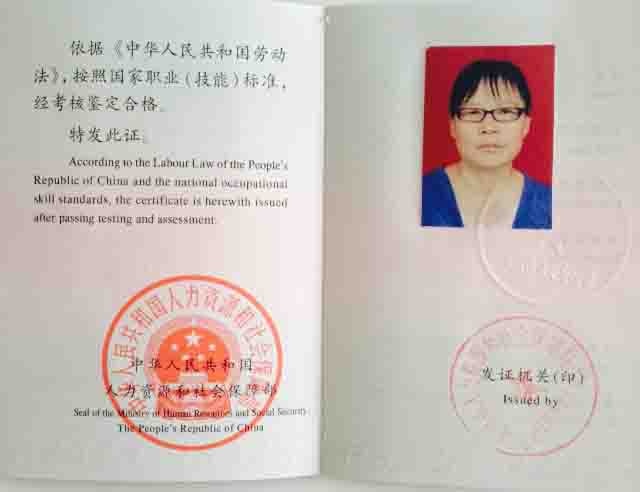 依据《中华人民共和国劳动
法》,按照国家职业(技能)标准,
经考核鉴定合格。
特发此证。
According to the Labour Law of the People's
Republic of China and the national occupational
skill standards, the certificate is herewith issued
after passing testing and assessment.
中华人民共和国人力资源和社会保障部
中华人民共和国
人力资源和社会保障部
Seal of the Ministry of Human Resources and Social Security
The People's Republic of China
发证机关(印)
Issued by